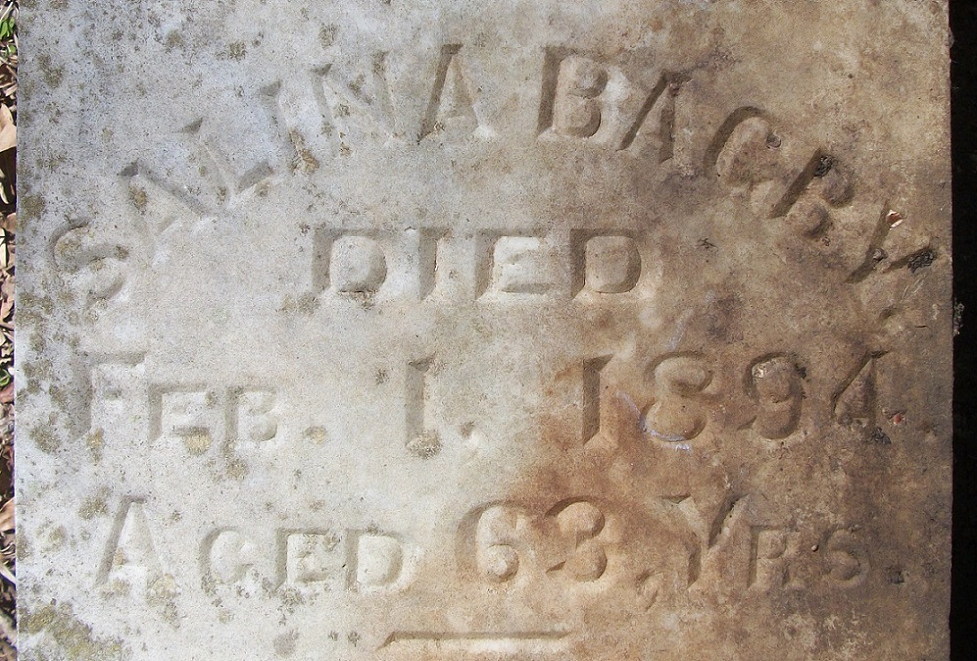 SALINA BAGBY
DIED
FEB. 1. 1894
AGED 63, YRS